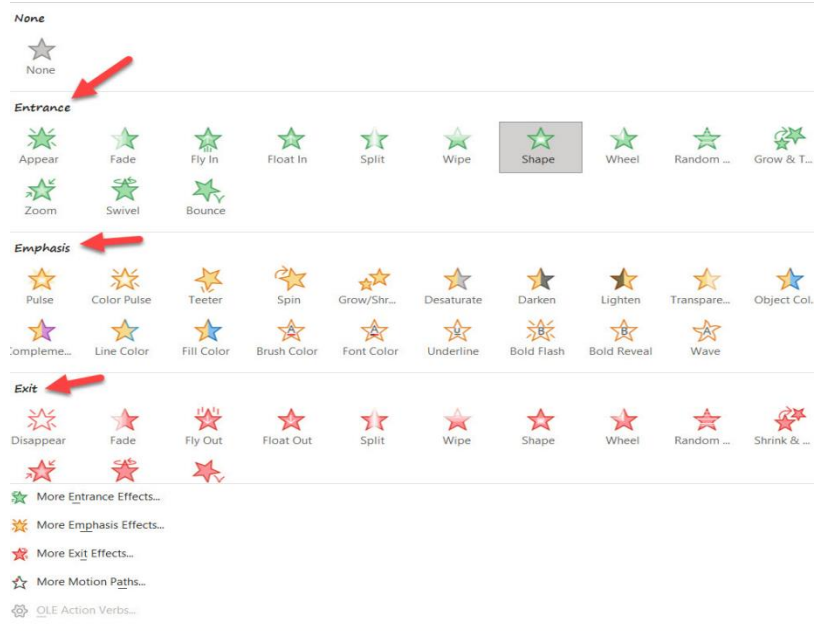 None
None
Entrance
Appear Fade Fly In Float In Split Wipe Shape Wheel Random ... Grow & T...
Zoom Swivel Bounce
Emphasis
Pulse Color Pulse Teeter Spin Grow/Shr... Desaturate Darken Lighten Transpare... Object Col.
Compleme... Line Color Fill Color Brush Color Font Color Underline Bold Flash Bold Reveal Wave
Exit
Disappear Fade Fly Out Float Out Split Wipe Shape Wheel Random ... Shrink & ...
More Entrance Effects...
More Emphasis Effects...
More Exit Effects...
More Motion Paths...
OLE Action Verbs...